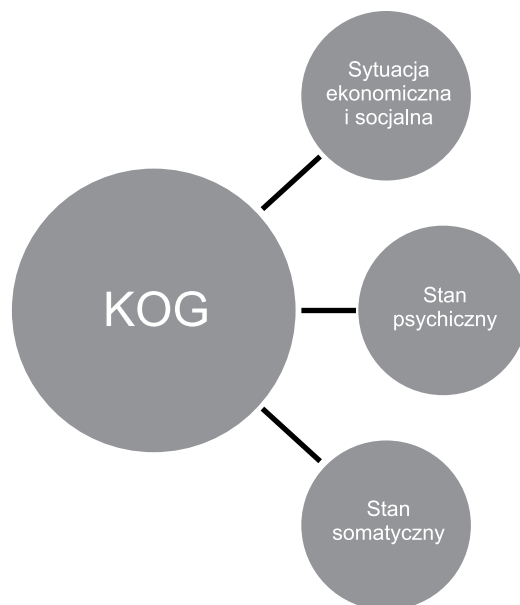 Sytuacja
ekonomiczna
i socjalna
KOG
Stan
psychiczny
Stan
somatyczny